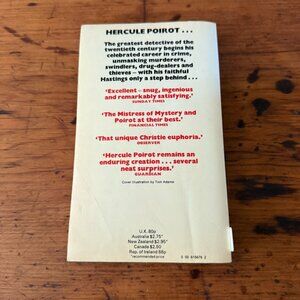 HERCULE POIROT . . .
The greatest detective of the
twentieth century begins his
celebrated career in crime,
unmasking murderers,
swindlers, drug-dealers and
thieves – with his faithful
Hastings only a step behind . . .
‘Excellent – snug, ingenious
and remarkably satisfying.’
SUNDAY TIMES
‘The Mistress of Mystery and
Poirot at their best.’
FINANCIAL TIMES
‘That unique Christie euphoria.’
OBSERVER
‘Hercule Poirot remains an
enduring creation . . . several
neat surprises.’
GUARDIAN
Cover illustration by Tom Adams
U.K. 80p
Australia $2.75*
New Zealand $2.95*
Canada $2.50
Rep. of Ireland 88p
*recommended price